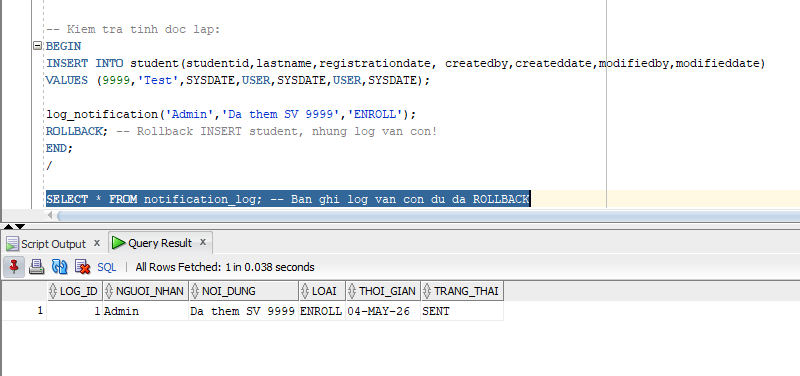 -- Kiem tra tinh doc lap:
BEGIN
INSERT INTO student(studentid,lastname,registrationdate, createdby,createddate,modifiedby,modifieddate)
VALUES (9999,'Test',SYSDATE,USER,SYSDATE,USER,SYSDATE);
log_notification('Admin','Da them SV 9999','ENROLL');
ROLLBACK; -- Rollback INSERT student, nhung log van con!
END;
/
SELECT * FROM notification_log; -- Ban ghi log van con du da ROLLBACK
Script Output x Query Result x
SQL | All Rows Fetched: 1 in 0.038 seconds
LOG_ID NGUOI_NHAN NOI_DUNG LOAI THOI_GIAN TRANG_THAI
1 1 Admin Da them SV 9999 ENROLL 04-MAY-26 SENT